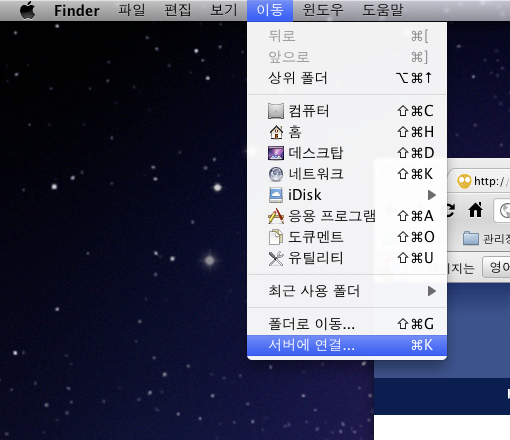 Finder 파일 편집 보기 이동 윈도우 도움말
뒤로 ⌘[
앞으로 ⌘]
상위 폴더 ⌥⌘↑
컴퓨터 ⇧⌘C
홈 ⇧⌘H
데스크탑 ⇧⌘D
네트워크 ⇧⌘K
iDisk ▶
응용 프로그램 ⇧⌘A
도큐멘트 ⇧⌘O
유틸리티 ⇧⌘U
최근 사용 폴더 ▶
폴더로 이동... ⇧⌘G
서버에 연결... ⌘K
http:/
관리
지는 영어